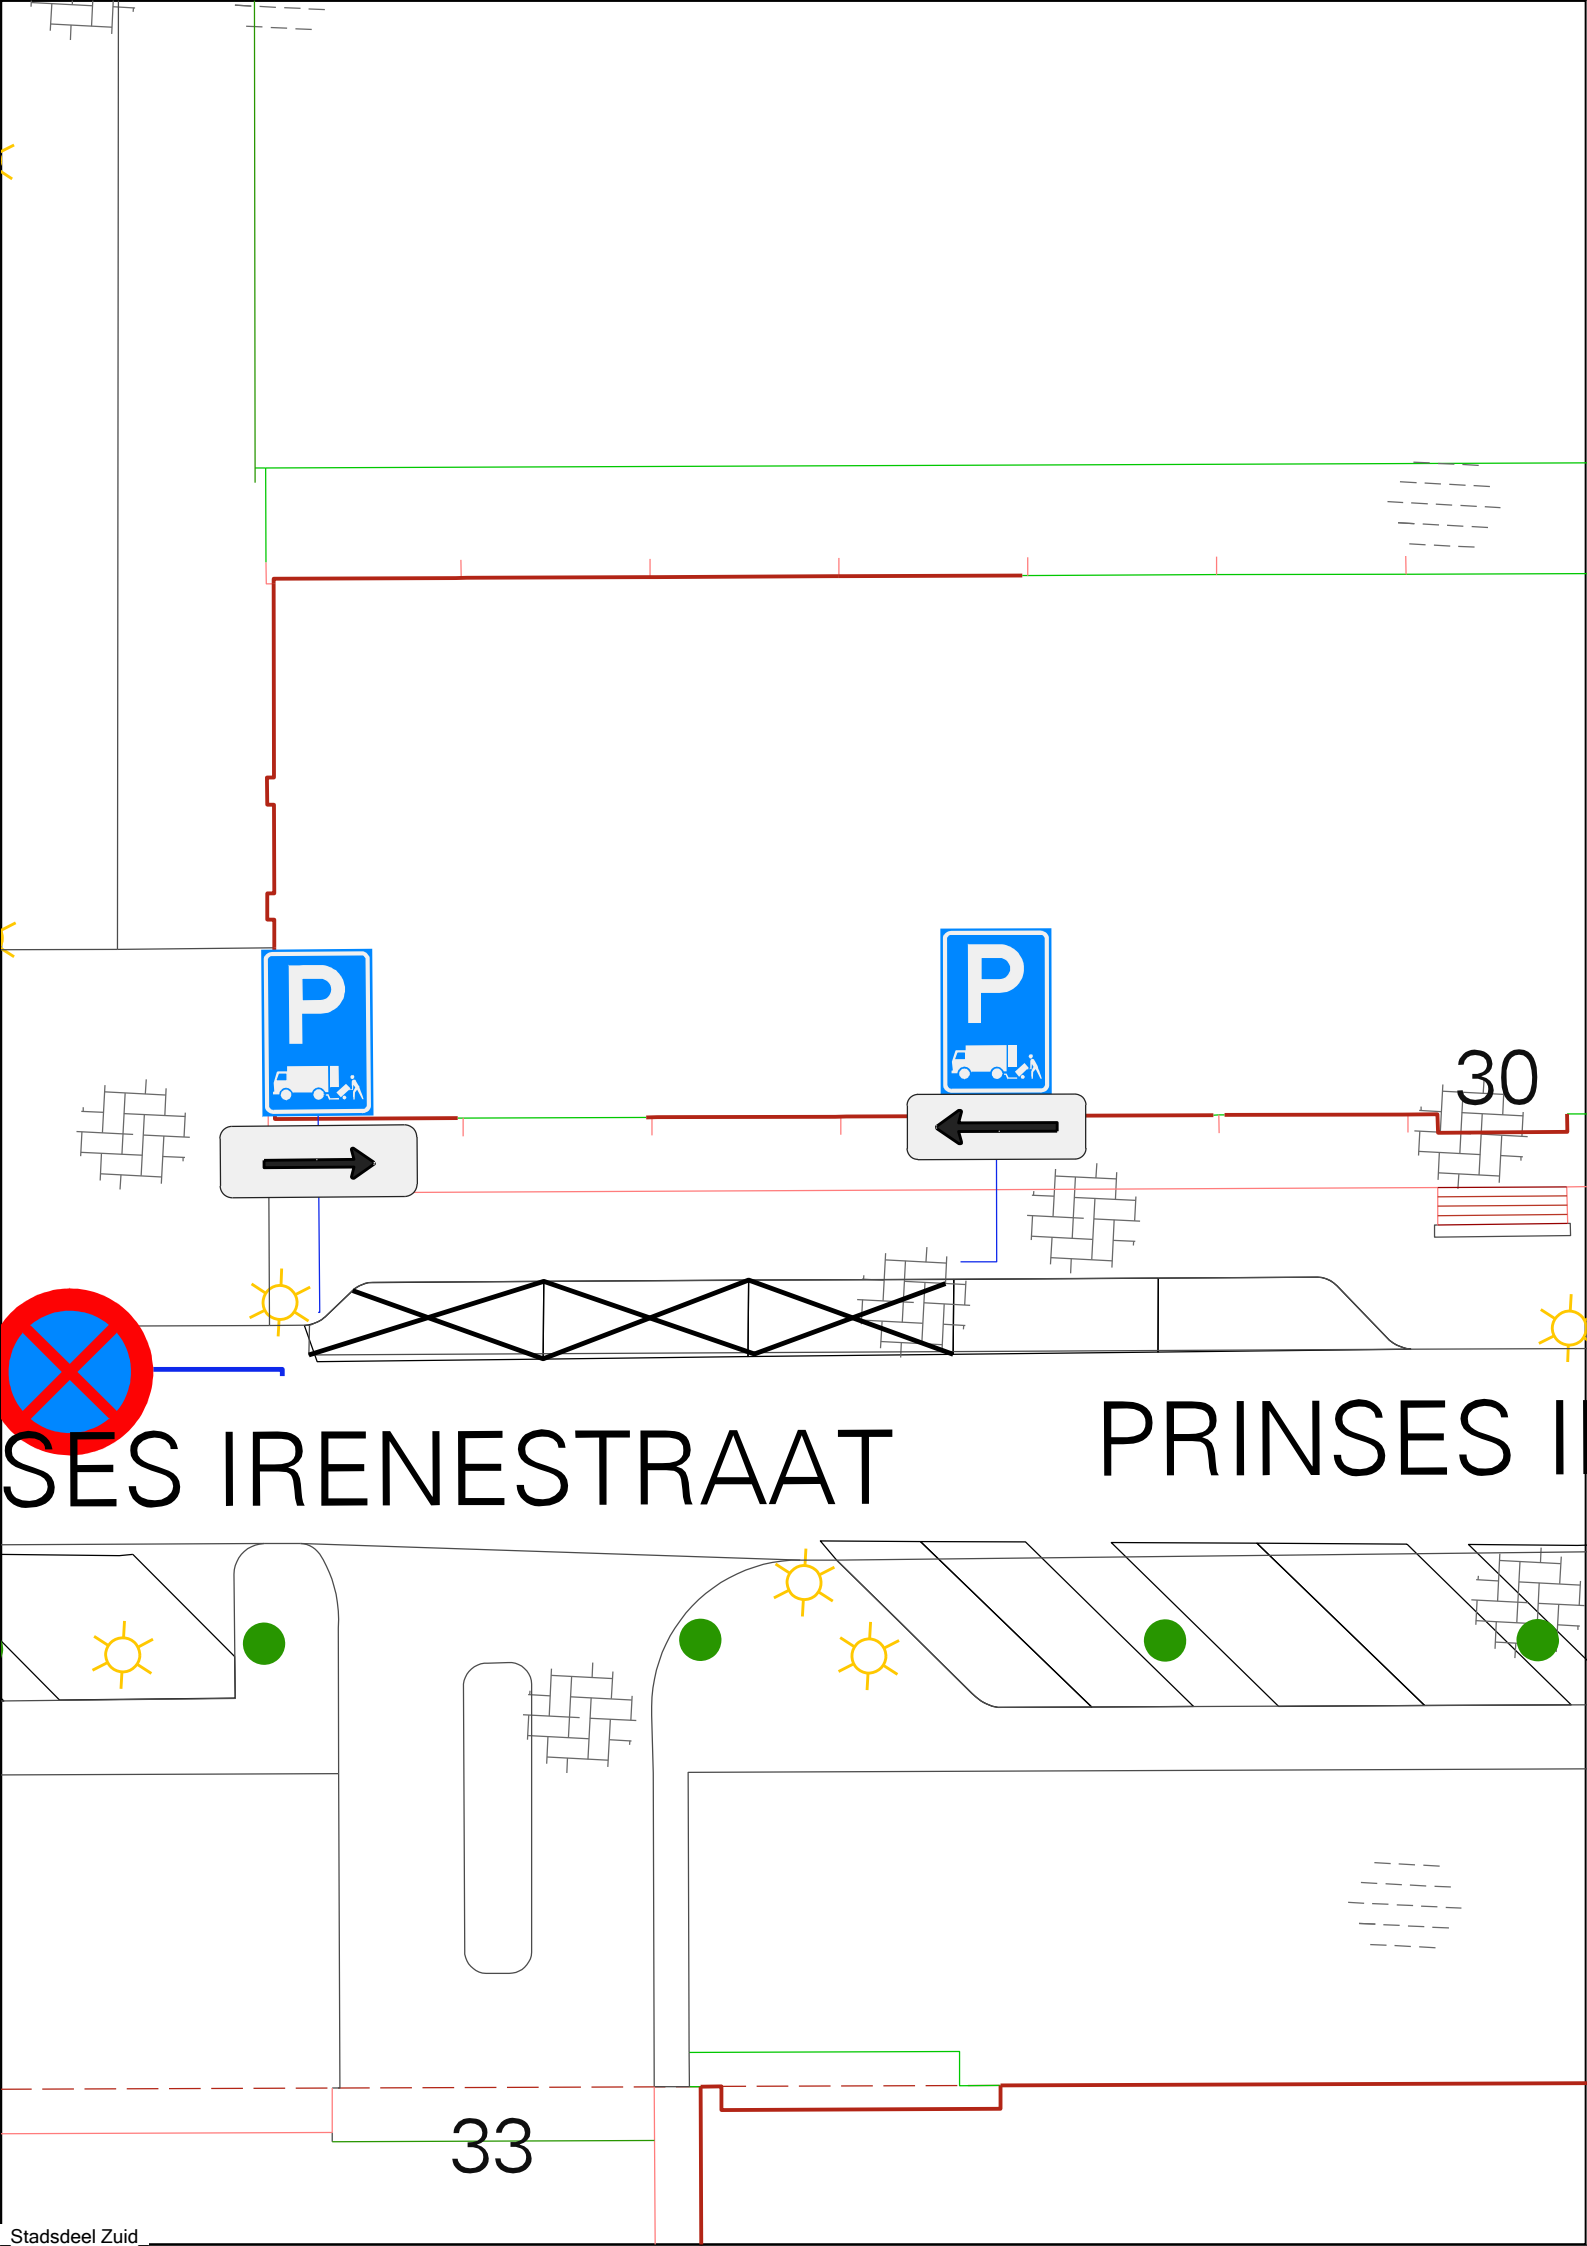 P
P
30
SES IRENESTRAAT
PRINSES I
33
Stadsdeel Zuid